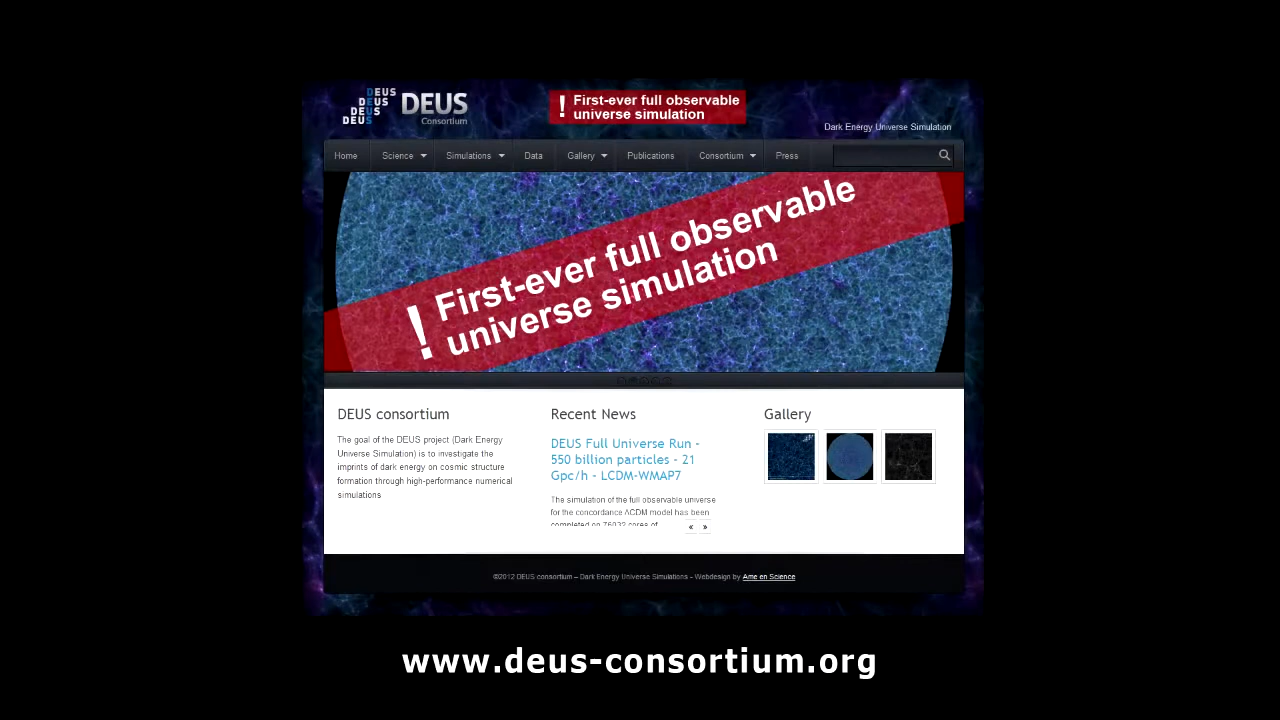 DEUS
DEUS
DEUS
DEUS
DEUS
Consortium
! First-ever full observable
universe simulation
Dark Energy Universe Simulation
Home Science Simulations Data Gallery Publications Consortium Press
! First-ever full observable
universe simulation
DEUS consortium
The goal of the DEUS project (Dark Energy
Universe Simulation) is to investigate the
imprints of dark energy on cosmic structure
formation through high-performance numerical
simulations
Recent News
DEUS Full Universe Run -
550 billion particles - 21
Gpc/h - LCDM-WMAP7
The simulation of the full observable universe
for the concordance ΛCDM model has been
completed on 76032 cores of
« »
Gallery
©2012 DEUS consortium – Dark Energy Universe Simulations - Webdesign by Ame en Science
www.deus-consortium.org